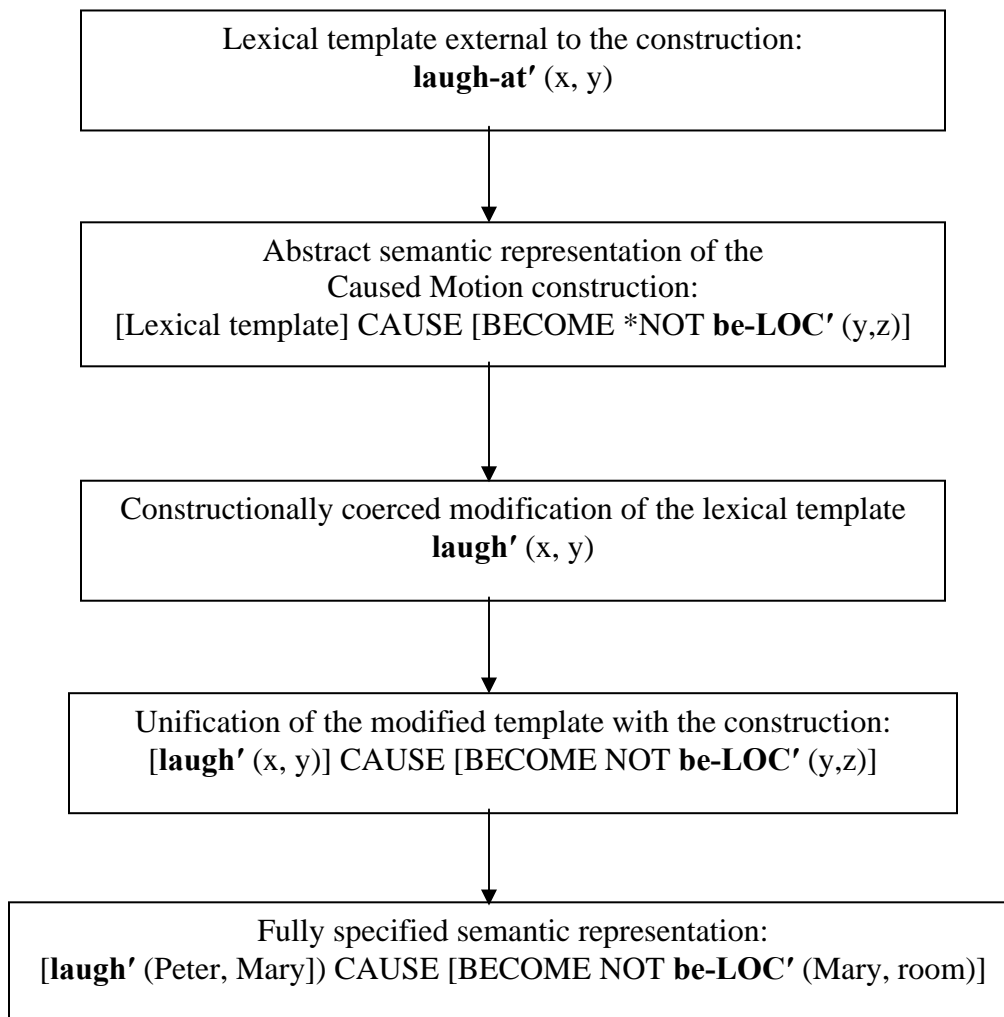 Lexical template external to the construction:
laugh-at′ (x, y)
Abstract semantic representation of the
Caused Motion construction:
[Lexical template] CAUSE [BECOME *NOT be-LOC′ (y,z)]
Constructionally coerced modification of the lexical template
laugh′ (x, y)
Unification of the modified template with the construction:
[laugh′ (x, y)] CAUSE [BECOME NOT be-LOC′ (y,z)]
Fully specified semantic representation:
[laugh′ (Peter, Mary]) CAUSE [BECOME NOT be-LOC′ (Mary, room)]